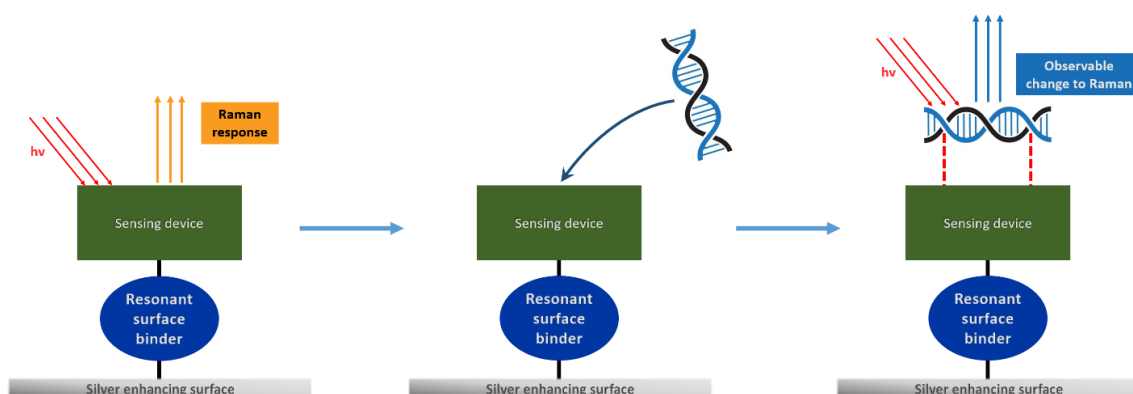 hv
Raman
response
Sensing device
Resonant
surface
binder
Silver enhancing surface
Sensing device
Resonant
surface
binder
Silver enhancing surface
hv
Observable
change to Raman
Sensing device
Resonant
surface
binder
Silver enhancing surface